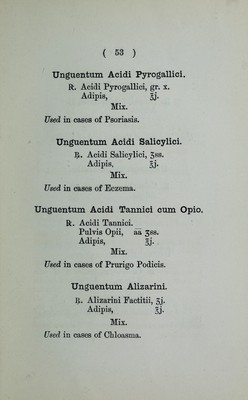 ( 53 )
Unguentum Acidi Pyrogallici.
℞. Acidi Pyrogallici, gr. x.
Adipis, ℥j.
Mix.
Used in cases of Psoriasis.
Unguentum Acidi Salicylici.
℞. Acidi Salicylici, ʒss.
Adipis, ℥j.
Mix.
Used in cases of Eczema.
Unguentum Acidi Tannici cum Opio.
℞. Acidi Tannici.
Pulvis Opii, āā ʒss.
Adipis, ℥j.
Mix.
Used in cases of Prurigo Podicis.
Unguentum Alizarini.
℞. Alizarini Factitii, ʒj.
Adipis, ℥j.
Mix.
Used in cases of Chloasma.